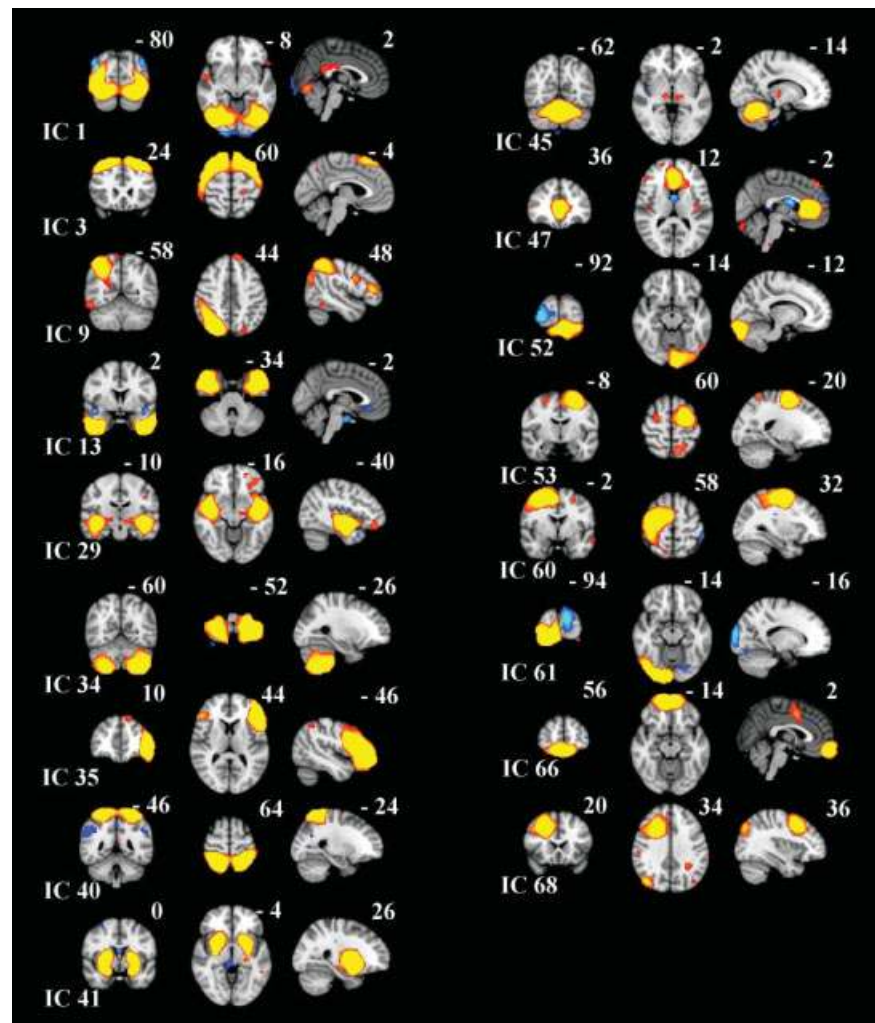 - 80 - 8 2
IC 1
24 60 - 4
IC 3
- 58 44 48
IC 9
2 - 34 - 2
IC 13
- 10 - 16 - 40
IC 29
- 60 - 52 - 26
IC 34
10 44 - 46
IC 35
- 46 64 - 24
IC 40
0 - 4 26
IC 41
- 62 - 2 - 14
IC 45
36 12 - 2
IC 47
- 92 - 14 - 12
IC 52
- 8 60 - 20
IC 53
- 2 58 32
IC 60
- 94 - 14 - 16
IC 61
56 - 14 2
IC 66
20 34 36
IC 68